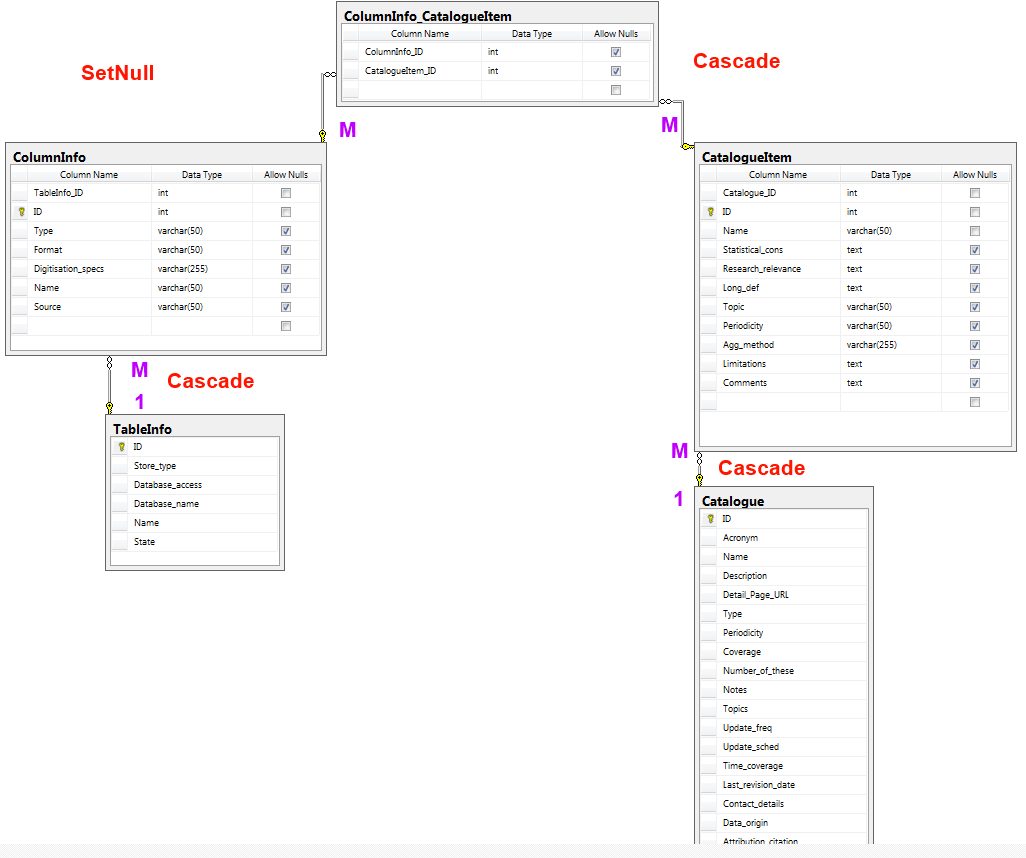 ColumnInfo_CatalogueItem
Column Name Data Type Allow Nulls
ColumnInfo_ID int
CatalogueItem_ID int
SetNull
Cascade
M
M
ColumnInfo
Column Name Data Type Allow Nulls
TableInfo_ID int
ID int
Type varchar(50)
Format varchar(50)
Digitisation_specs varchar(255)
Name varchar(50)
Source varchar(50)
CatalogueItem
Column Name Data Type Allow Nulls
Catalogue_ID int
ID int
Name varchar(50)
Statistical_cons text
Research_relevance text
Long_def text
Topic varchar(50)
Periodicity varchar(50)
Agg_method varchar(255)
Limitations text
Comments text
M
Cascade
1
TableInfo
ID
Store_type
Database_access
Database_name
Name
State
M
Cascade
1
Catalogue
ID
Acronym
Name
Description
Detail_Page_URL
Type
Periodicity
Coverage
Number_of_these
Notes
Topics
Update_freq
Update_sched
Time_coverage
Last_revision_date
Contact_details
Data_origin
Attribution_citation